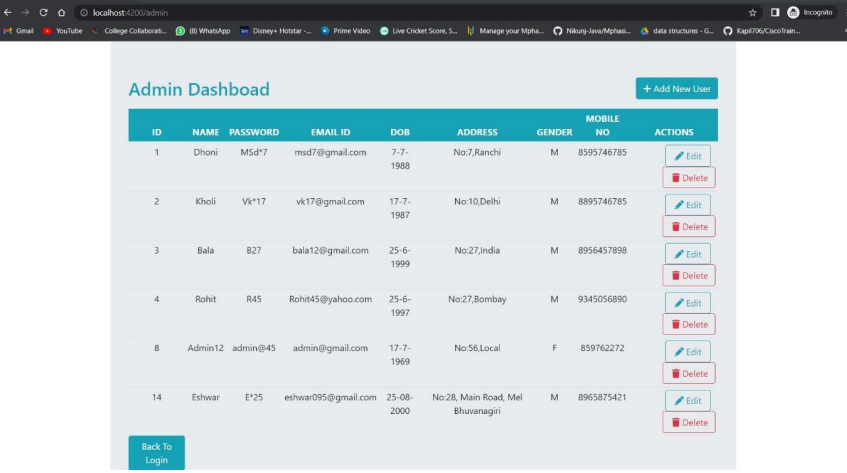 localhost:4200/admin
Incognito
Gmail YouTube College Collaborati... (8) WhatsApp Disney+ Hotstar -... Prime Video Live Cricket Score, S... Manage your Mpha... Nikunj-Java/Mphasi... data structures - G... Kapil706/CiscoTrain...
Admin Dashboad
+ Add New User
ID NAME PASSWORD EMAIL ID DOB ADDRESS GENDER MOBILE NO ACTIONS
1 Dhoni MSd*7 msd7@gmail.com 7-7-1988 No:7,Ranchi M 8595746785 Edit
Delete
2 Kholi Vk*17 vk17@gmail.com 17-7-1987 No:10,Delhi M 8895746785 Edit
Delete
3 Bala B27 bala12@gmail.com 25-6-1999 No:27,India M 8956457898 Edit
Delete
4 Rohit R45 Rohit45@yahoo.com 25-6-1997 No:27,Bombay M 9345056890 Edit
Delete
8 Admin12 admin@45 admin@gmail.com 17-7-1969 No:56,Local F 859762272 Edit
Delete
14 Eshwar E*25 eshwar095@gmail.com 25-08-2000 No:28, Main Road, Mel Bhuvanagiri M 8965875421 Edit
Delete
Back To
Login